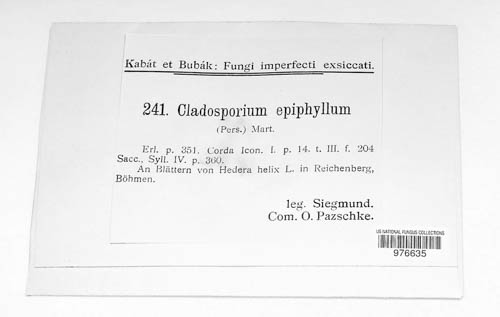 Kabát et Bubák: Fungi imperfecti exsiccati.
241. Cladosporium epiphyllum
(Pers.) Mart.
Erl. p. 351. Corda Icon. I. p. 14. t. III. f. 204
Sacc., Syll. IV. p. 360.
An Blättern von Hedera helix L. in Reichenberg,
Böhmen.
leg. Siegmund.
Com. O. Pazschke.
US NATIONAL FUNGUS COLLECTIONS
976635